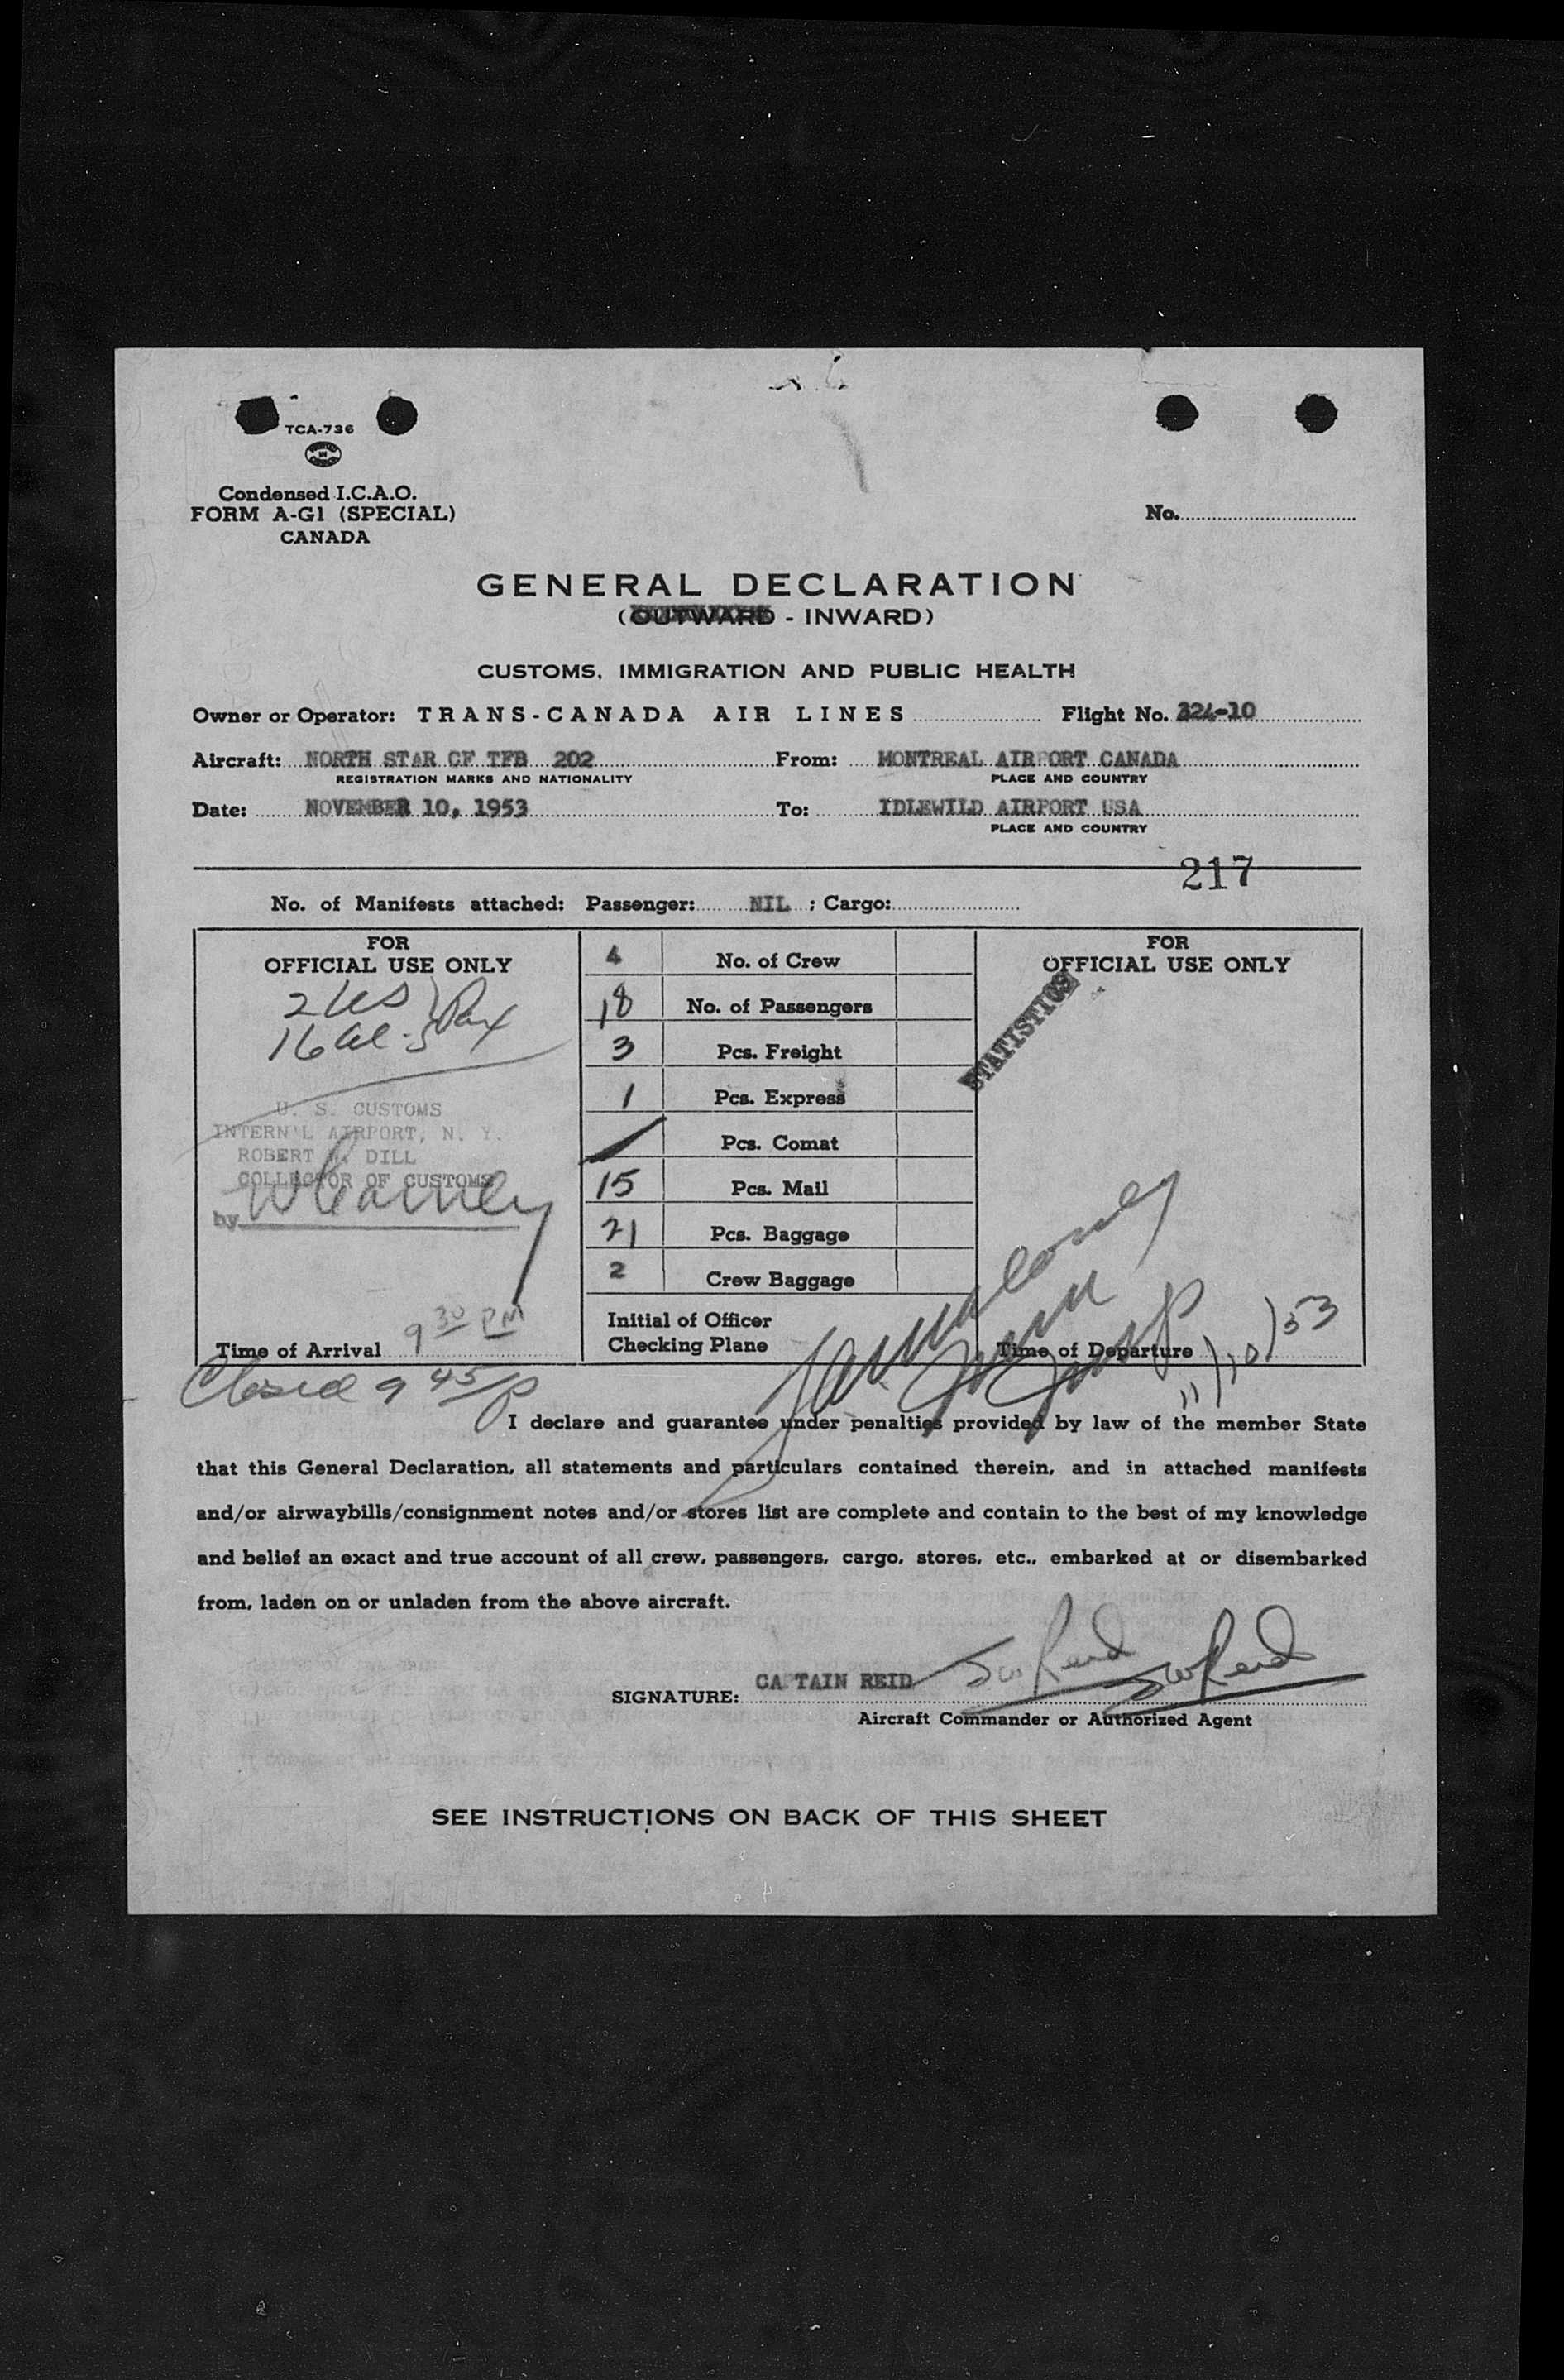 TCA-736
Condensed I.C.A.O.
FORM A-G1 (SPECIAL)
CANADA
No.
GENERAL DECLARATION
(OUTWARD - INWARD)
CUSTOMS, IMMIGRATION AND PUBLIC HEALTH
Owner or Operator: TRANS-CANADA AIR LINES Flight No. 324-10
Aircraft: NORTH STAR CF TFB 202 From: MONTREAL AIRPORT CANADA
REGISTRATION MARKS AND NATIONALITY PLACE AND COUNTRY
Date: NOVEMBER 10, 1953 To: IDLEWILD AIRPORT USA
PLACE AND COUNTRY
217
No. of Manifests attached: Passenger: NIL ; Cargo:
FOR
OFFICIAL USE ONLY
2 US
16 al. Pax
U. S. CUSTOMS
INTERN'L AIRPORT, N. Y.
ROBERT W. DILL
COLLECTOR OF CUSTOMS
by
Time of Arrival 9 30 PM
Closed 9 45 p
4 No. of Crew
18 No. of Passengers
3 Pcs. Freight
1 Pcs. Express
Pcs. Comat
15 Pcs. Mail
21 Pcs. Baggage
2 Crew Baggage
Initial of Officer
Checking Plane
FOR
OFFICIAL USE ONLY
STATISTICS
Time of Departure
11/10/53
I declare and guarantee under penalties provided by law of the member State
that this General Declaration, all statements and particulars contained therein, and in attached manifests
and/or airwaybills/consignment notes and/or stores list are complete and contain to the best of my knowledge
and belief an exact and true account of all crew, passengers, cargo, stores, etc., embarked at or disembarked
from, laden on or unladen from the above aircraft.
SIGNATURE: CAPTAIN REID SW Reid SW Reid
Aircraft Commander or Authorized Agent
SEE INSTRUCTIONS ON BACK OF THIS SHEET